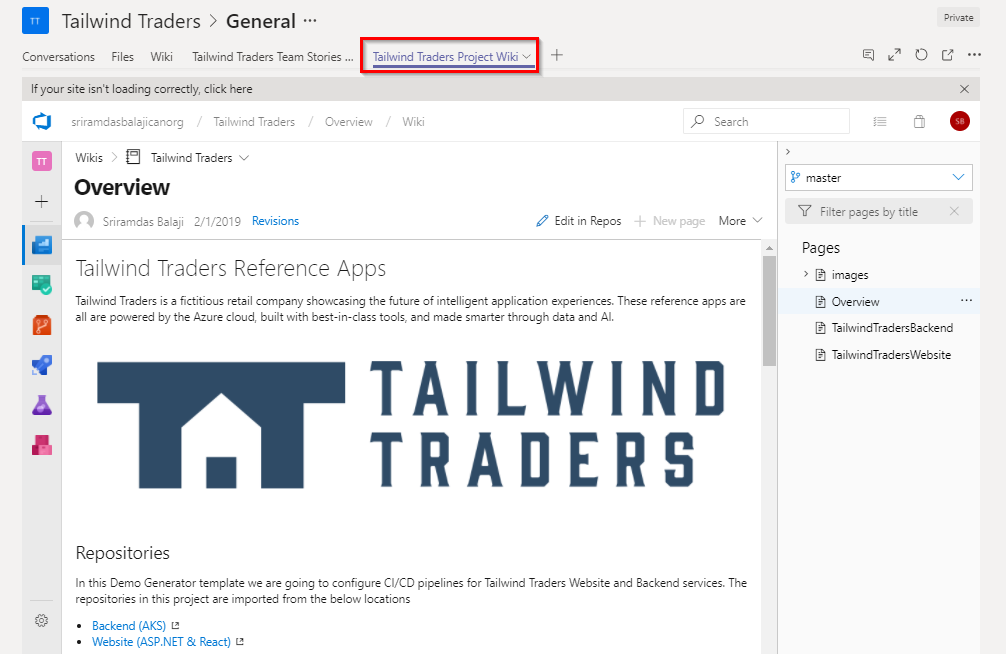 TT Tailwind Traders > General ...
Private
Conversations Files Wiki Tailwind Traders Team Stories ... Tailwind Traders Project Wiki
If your site isn't loading correctly, click here
sriramdasbalajicanorg / Tailwind Traders / Overview / Wiki
Search
SB
TT
Wikis > Tailwind Traders
Overview
Sriramdas Balaji 2/1/2019 Revisions
Edit in Repos New page More
Tailwind Traders Reference Apps
Tailwind Traders is a fictitious retail company showcasing the future of intelligent application experiences. These reference apps are
all are powered by the Azure cloud, built with best-in-class tools, and made smarter through data and AI.
TAILWIND
TRADERS
Repositories
In this Demo Generator template we are going to configure CI/CD pipelines for Tailwind Traders Website and Backend services. The
repositories in this project are imported from the below locations
• Backend (AKS)
• Website (ASP.NET & React)
master
Filter pages by title
Pages
images
Overview ...
TailwindTradersBackend
TailwindTradersWebsite